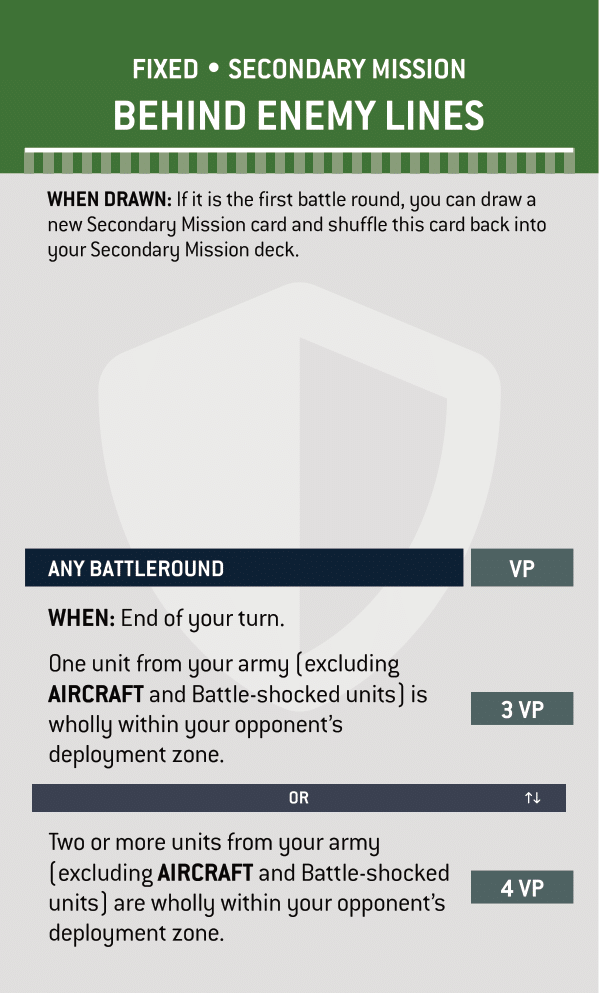 FIXED • SECONDARY MISSION
BEHIND ENEMY LINES
WHEN DRAWN: If it is the first battle round, you can draw a
new Secondary Mission card and shuffle this card back into
your Secondary Mission deck.
ANY BATTLEROUND
VP
WHEN: End of your turn.
One unit from your army (excluding
AIRCRAFT and Battle-shocked units) is
wholly within your opponent's
deployment zone.
3 VP
OR ↑↓
Two or more units from your army
(excluding AIRCRAFT and Battle-shocked
units) are wholly within your opponent's
deployment zone.
4 VP